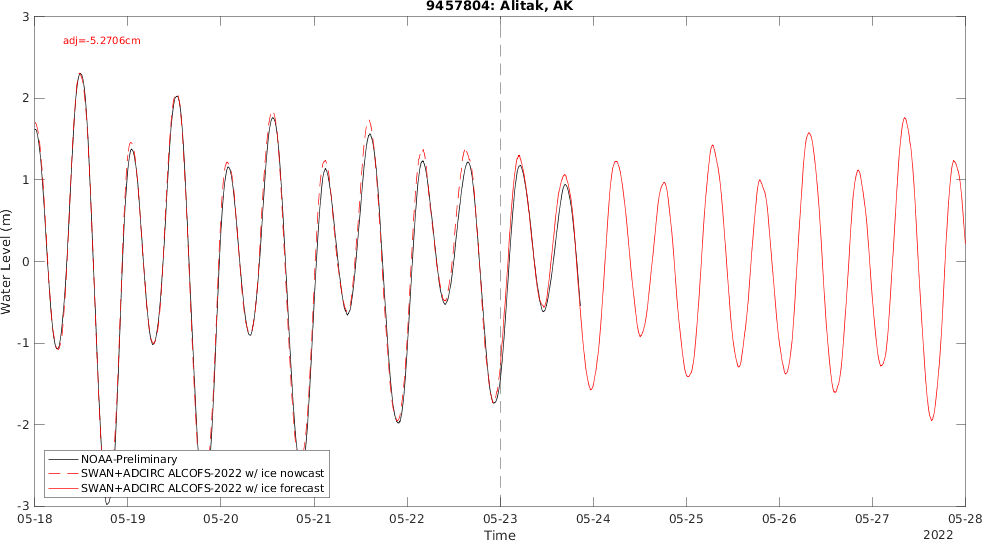 9457804: Alitak, AK
adj=-5.2706cm
3
2
1
0
-1
-2
-3
Water Level (m)
NOAA-Preliminary
SWAN+ADCIRC ALCOFS-2022 w/ ice nowcast
SWAN+ADCIRC ALCOFS-2022 w/ ice forecast
05-18 05-19 05-20 05-21 05-22 05-23 05-24 05-25 05-26 05-27 05-28
Time
2022